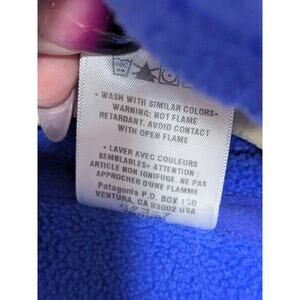 • WASH WITH SIMILAR COLORS•
WARNING: NOT FLAME
RETARDANT. AVOID CONTACT
WITH OPEN FLAME
• LAVER AVEC COULEURS
SEMBLABLES• ATTENTION :
ARTICLE NON IGNIFUGE. NE PAS
APPROCHER D'UNE FLAMME
Patagonia P.O. BOX 150
VENTURA, CA 93002 USA